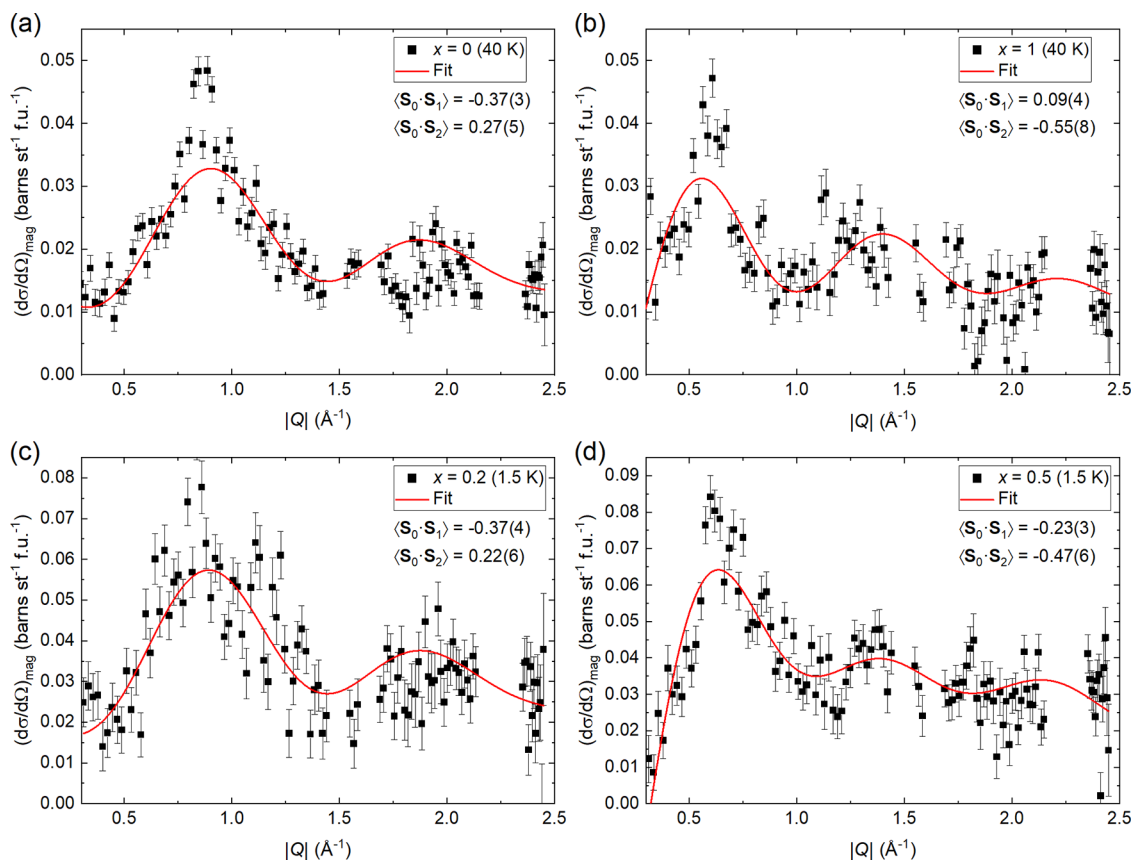 (a)
0.05
0.04
0.03
0.02
0.01
0.00
0.5
1.0
1.5
2.0
2.5
(dσ/dΩ)mag (barns st⁻¹ f.u.⁻¹)
|Q| (Å⁻¹)
x = 0 (40 K)
Fit
⟨S₀·S₁⟩ = -0.37(3)
⟨S₀·S₂⟩ = 0.27(5)
(b)
0.05
0.04
0.03
0.02
0.01
0.00
0.5
1.0
1.5
2.0
2.5
(dσ/dΩ)mag (barns st⁻¹ f.u.⁻¹)
|Q| (Å⁻¹)
x = 1 (40 K)
Fit
⟨S₀·S₁⟩ = 0.09(4)
⟨S₀·S₂⟩ = -0.55(8)
(c)
0.08
0.07
0.06
0.05
0.04
0.03
0.02
0.01
0.00
0.5
1.0
1.5
2.0
2.5
(dσ/dΩ)mag (barns st⁻¹ f.u.⁻¹)
|Q| (Å⁻¹)
x = 0.2 (1.5 K)
Fit
⟨S₀·S₁⟩ = -0.37(4)
⟨S₀·S₂⟩ = 0.22(6)
(d)
0.09
0.08
0.07
0.06
0.05
0.04
0.03
0.02
0.01
0.00
0.5
1.0
1.5
2.0
2.5
(dσ/dΩ)mag (barns st⁻¹ f.u.⁻¹)
|Q| (Å⁻¹)
x = 0.5 (1.5 K)
Fit
⟨S₀·S₁⟩ = -0.23(3)
⟨S₀·S₂⟩ = -0.47(6)